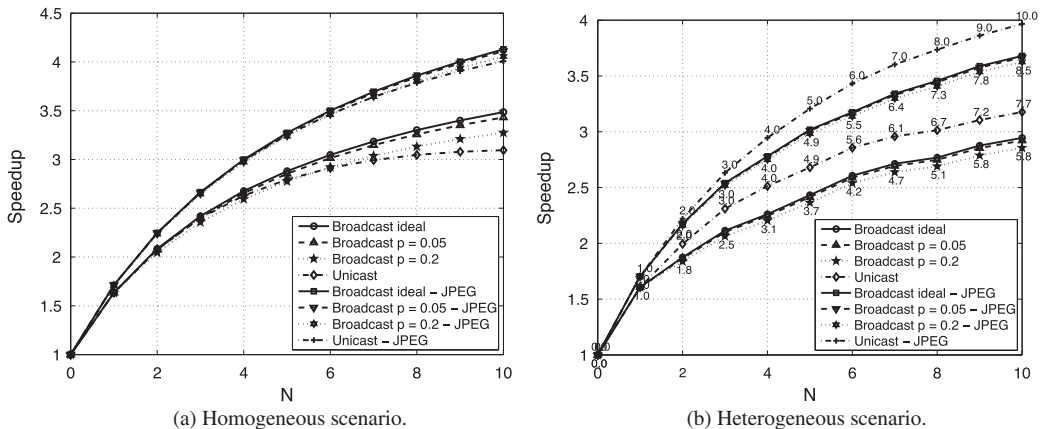 4.5
4
3.5
3
2.5
2
1.5
1
Speedup
0 2 4 6 8 10
N
Broadcast ideal
Broadcast p = 0.05
Broadcast p = 0.2
Unicast
Broadcast ideal – JPEG
Broadcast p = 0.05 – JPEG
Broadcast p = 0.2 – JPEG
Unicast – JPEG
(a) Homogeneous scenario.
4
3.5
3
2.5
2
1.5
1
Speedup
0 2 4 6 8 10
N
1.0 2.0 3.0 4.0 5.0 6.0 7.0 8.0 9.0 10.0
3.0 4.0 4.9 5.5 6.4 7.3 7.8 8.5
2.0 3.0 4.0 4.9 5.6 6.1 6.7 7.2 7.7
0.0 1.0 1.8 2.5 3.1 3.7 4.2 4.7 5.1 5.8 5.8
Broadcast ideal
Broadcast p = 0.05
Broadcast p = 0.2
Unicast
Broadcast ideal – JPEG
Broadcast p = 0.05 – JPEG
Broadcast p = 0.2 – JPEG
Unicast – JPEG
(b) Heterogeneous scenario.